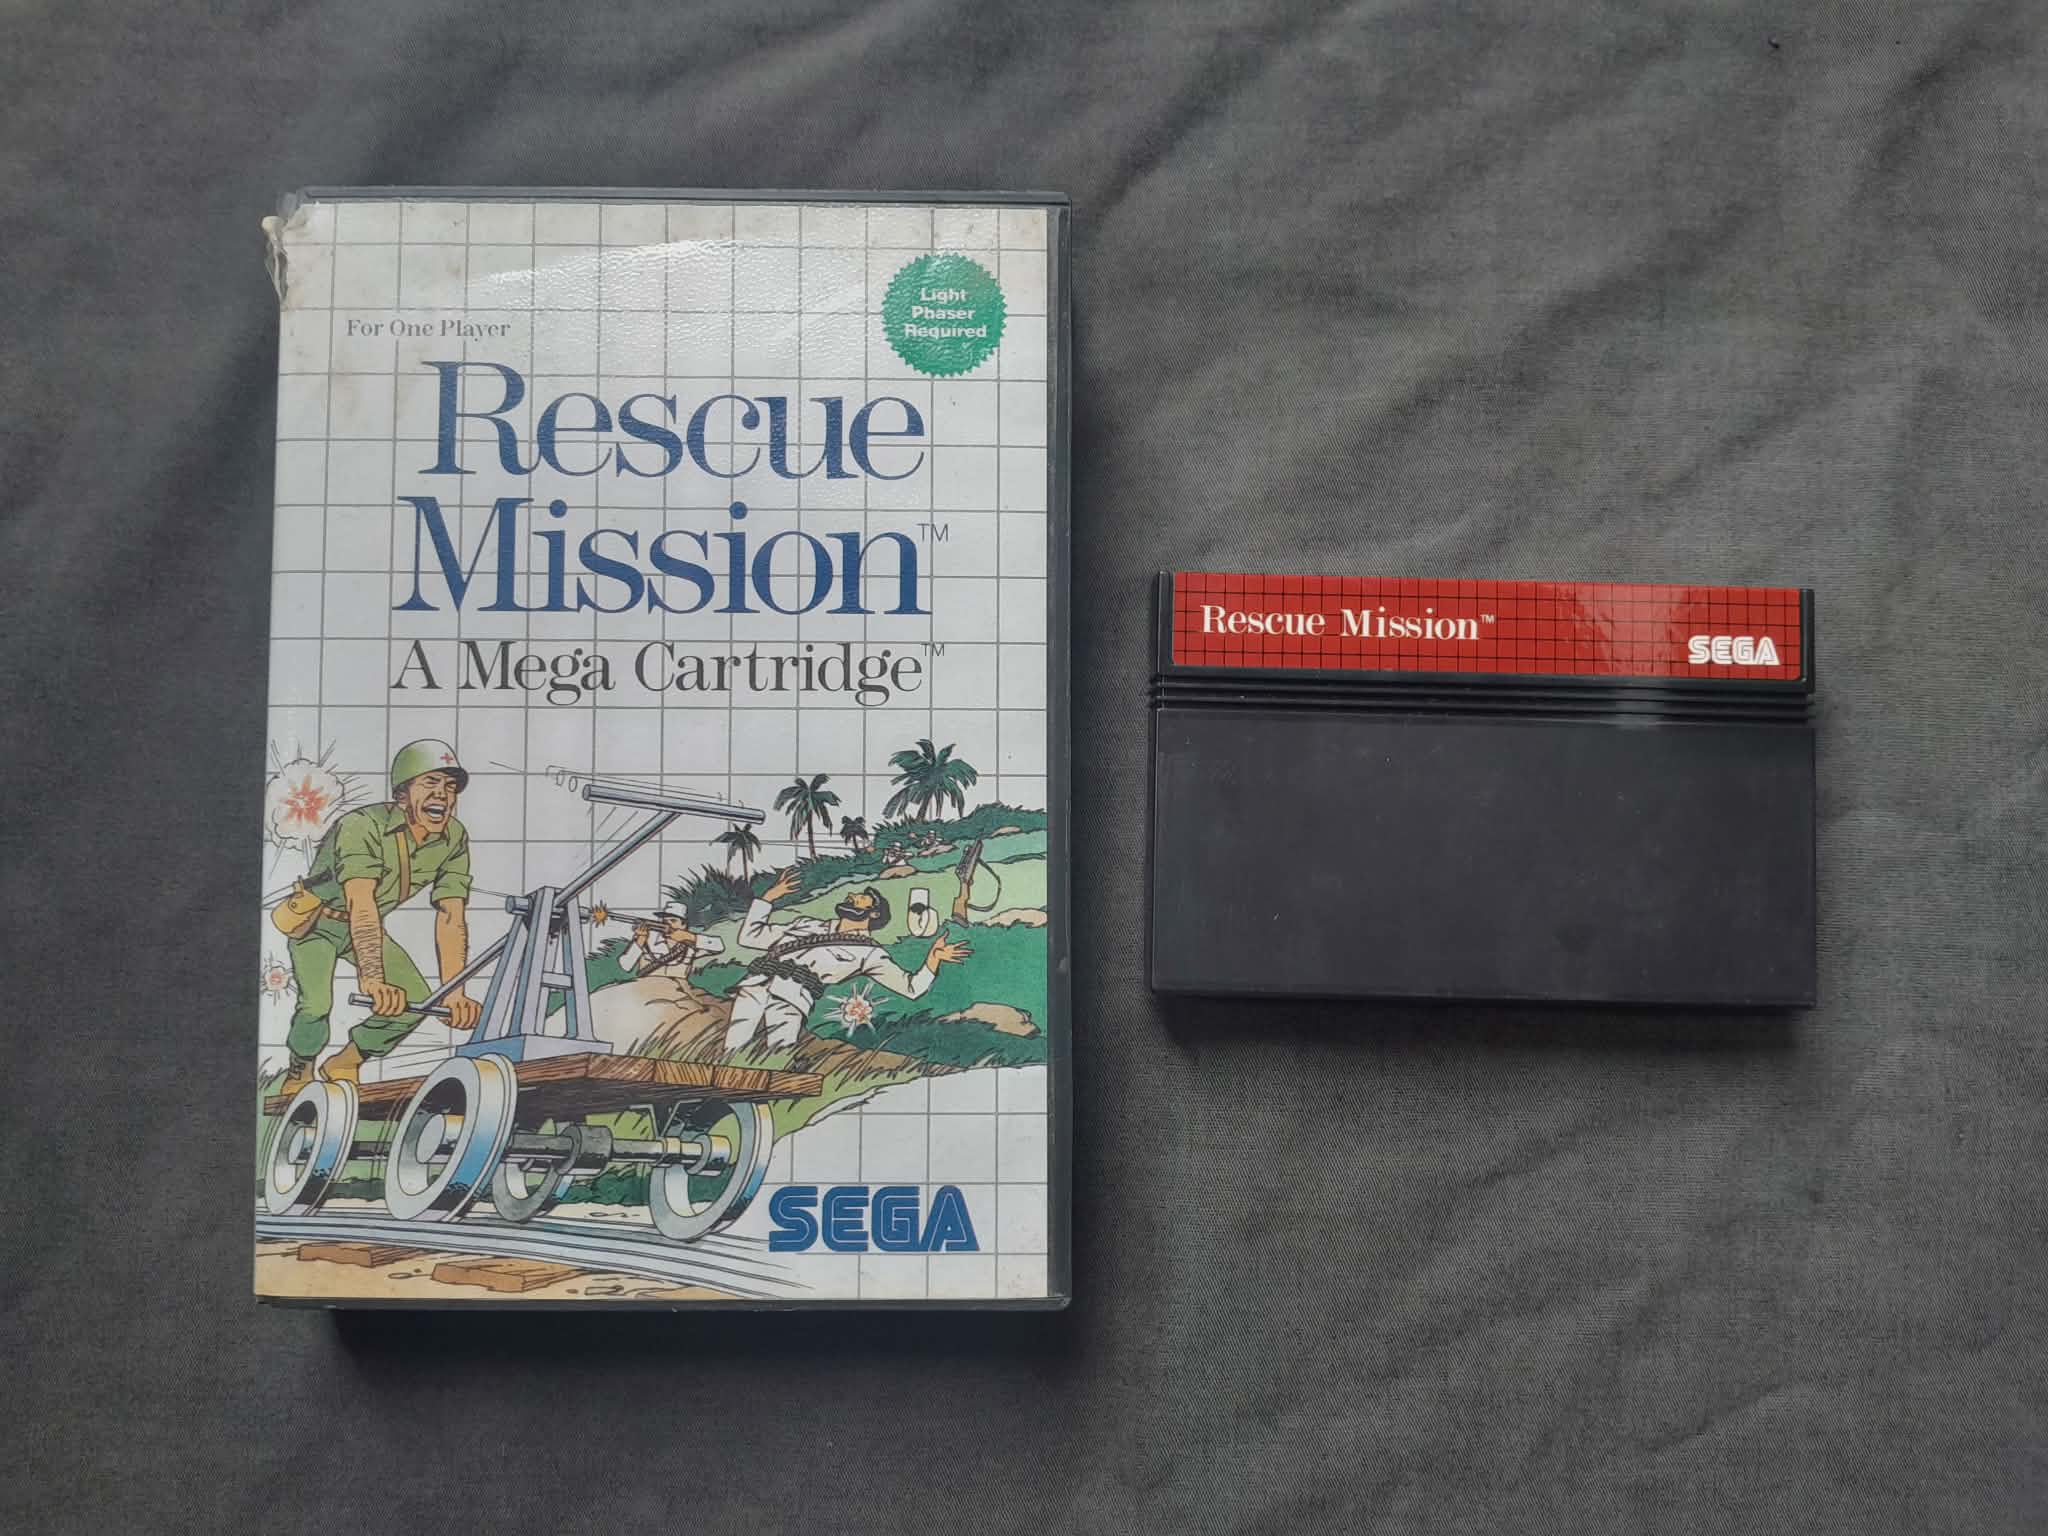 Light
Phaser
Required
For One Player
Rescue
Mission™
A Mega Cartridge™
SEGA
Rescue Mission™
SEGA